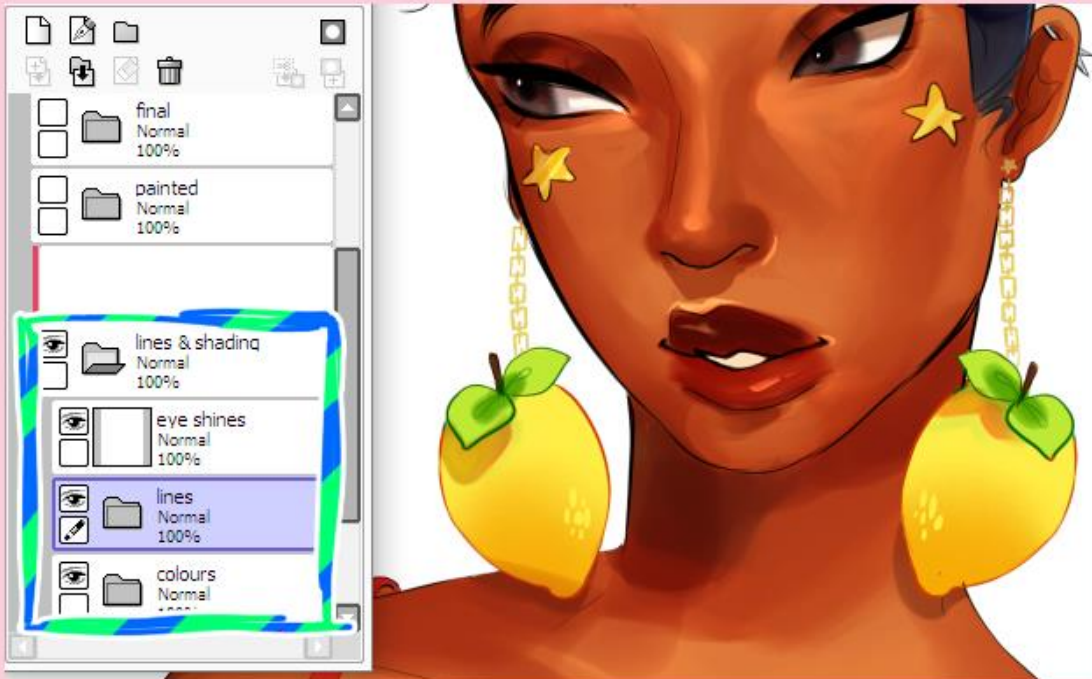 final
Normal
100%
painted
Normal
100%
lines & shading
Normal
100%
eye shines
Normal
100%
lines
Normal
100%
colours
Normal